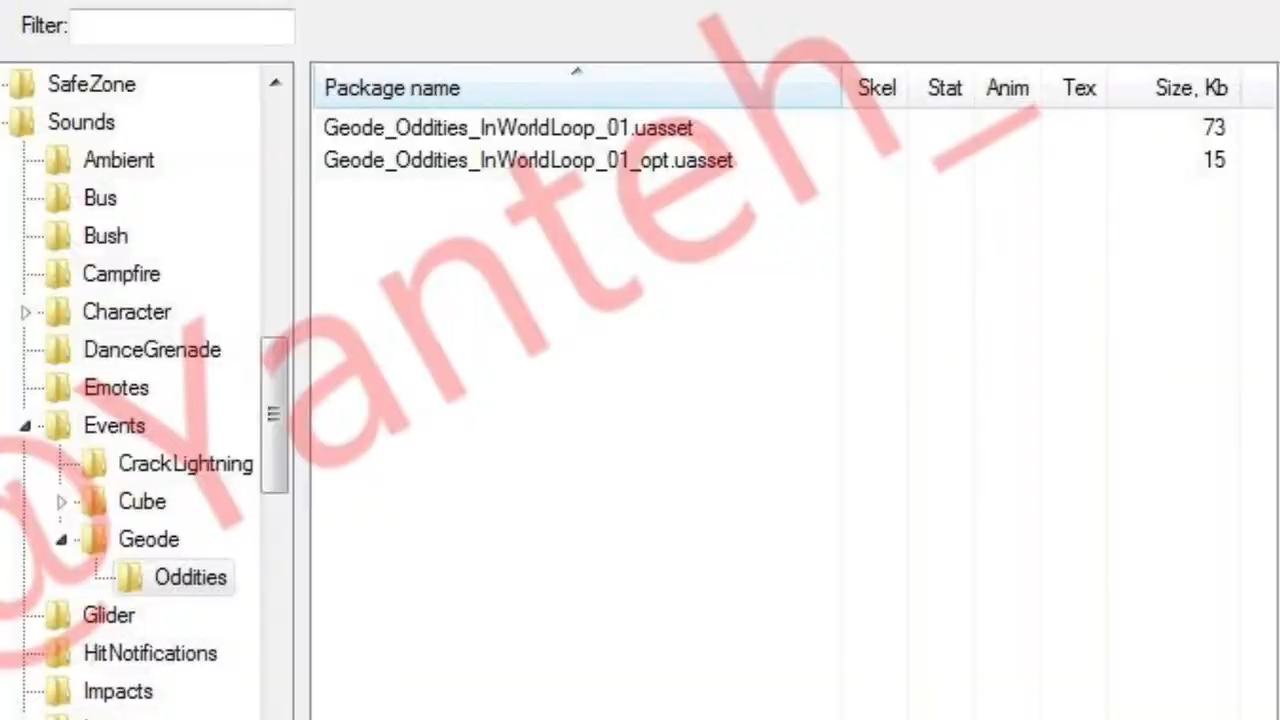 Filter:
SafeZone
Sounds
Ambient
Bus
Bush
Campfire
Character
DanceGrenade
Emotes
Events
CrackLightning
Cube
Geode
Oddities
Glider
HitNotifications
Impacts
Package name Skel Stat Anim Tex Size, Kb
Geode_Oddities_InWorldLoop_01.uasset 73
Geode_Oddities_InWorldLoop_01_opt.uasset 15
@Yanteh_